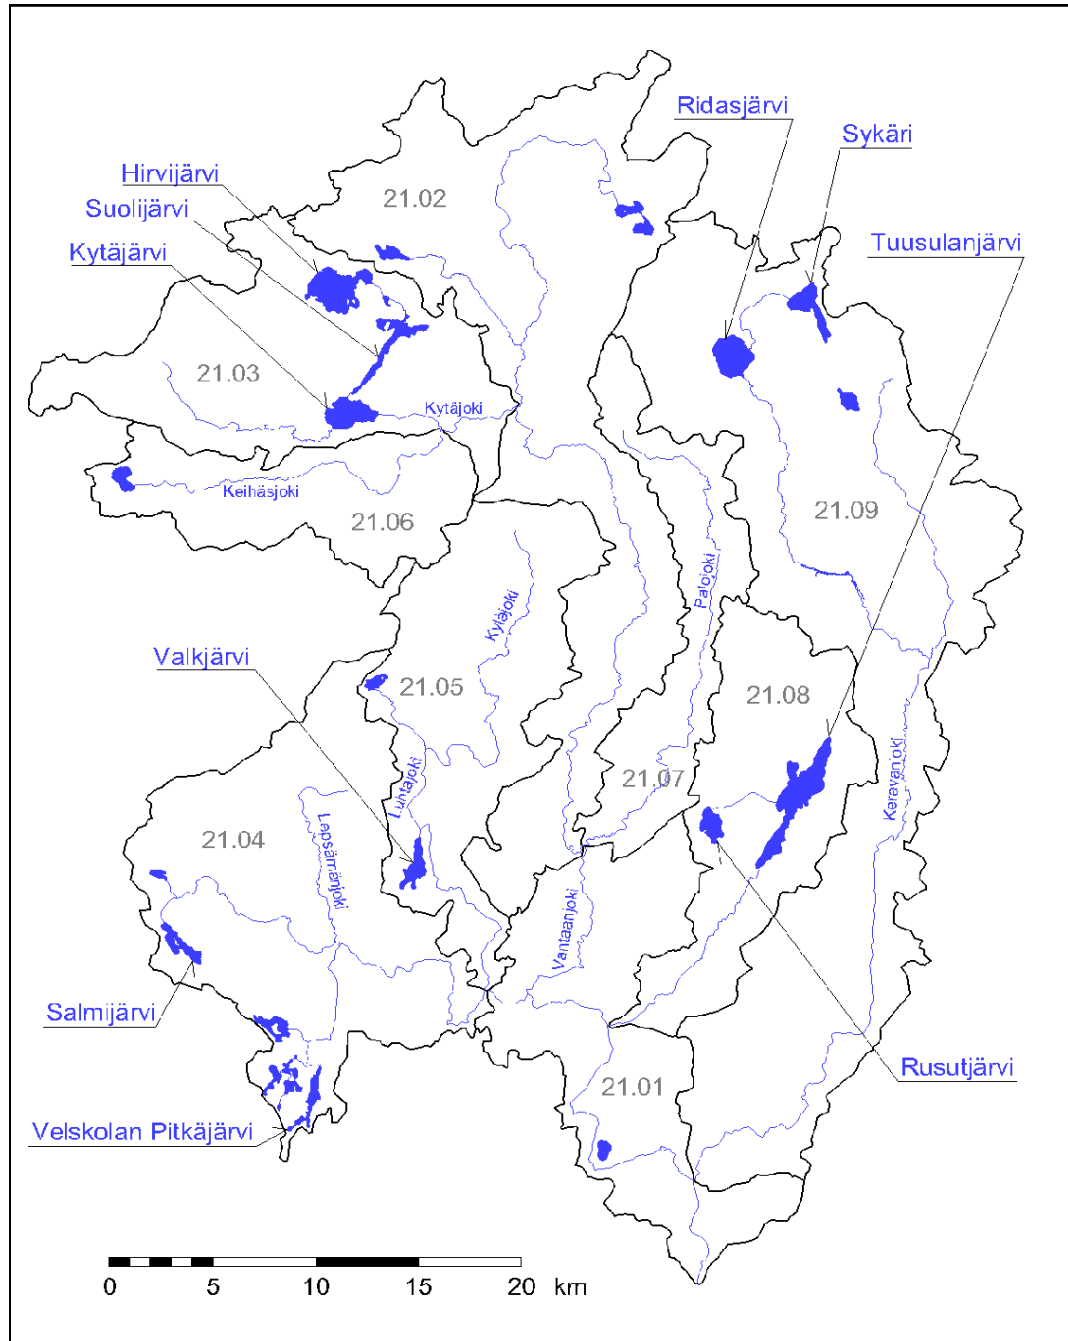 Ridasjärvi
Sykäri
Hirvijärvi
21.02
Suolijärvi
Tuusulanjärvi
Kytäjärvi
21.03
Kytäjoki
Keihäsjoki
21.06
21.09
Palojoki
Kyläjoki
Valkjärvi
21.05
21.08
Luhtajoki
21.07
Keravanjoki
21.04
Lepsämänjoki
Vantaanjoki
Salmijärvi
Rusutjärvi
21.01
Velskolan Pitkäjärvi
0 5 10 15 20 km